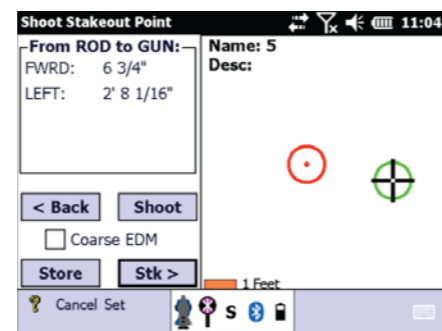 Shoot Stakeout Point 11:04
From ROD to GUN:
FWRD: 6 3/4"
LEFT: 2' 8 1/16"
< Back Shoot
Coarse EDM
Store Stk >
Name: 5
Desc:
1 Feet
Cancel Set S